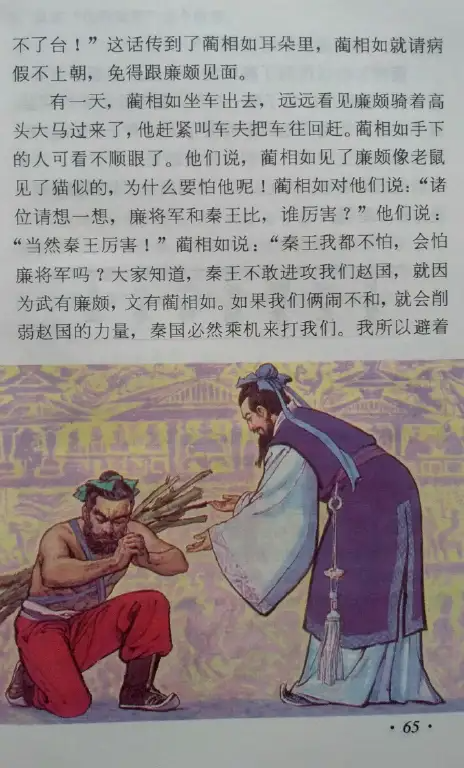 不了台！”这话传到了蔺相如耳朵里，蔺相如就请病
假不上朝，免得跟廉颇见面。
有一天，蔺相如坐车出去，远远看见廉颇骑着高
头大马过来了，他赶紧叫车夫把车往回赶。蔺相如手下
的人可看不顺眼了。他们说，蔺相如见了廉颇像老鼠
见了猫似的，为什么要怕他呢！蔺相如对他们说：“诸
位请想一想，廉将军和秦王比，谁厉害？”他们说：
“当然秦王厉害！”蔺相如说：“秦王我都不怕，会怕
廉将军吗？大家知道，秦王不敢进攻我们赵国，就因
为武有廉颇，文有蔺相如。如果我们俩闹不和，就会削
弱赵国的力量，秦国必然乘机来打我们。我所以避着
·65·